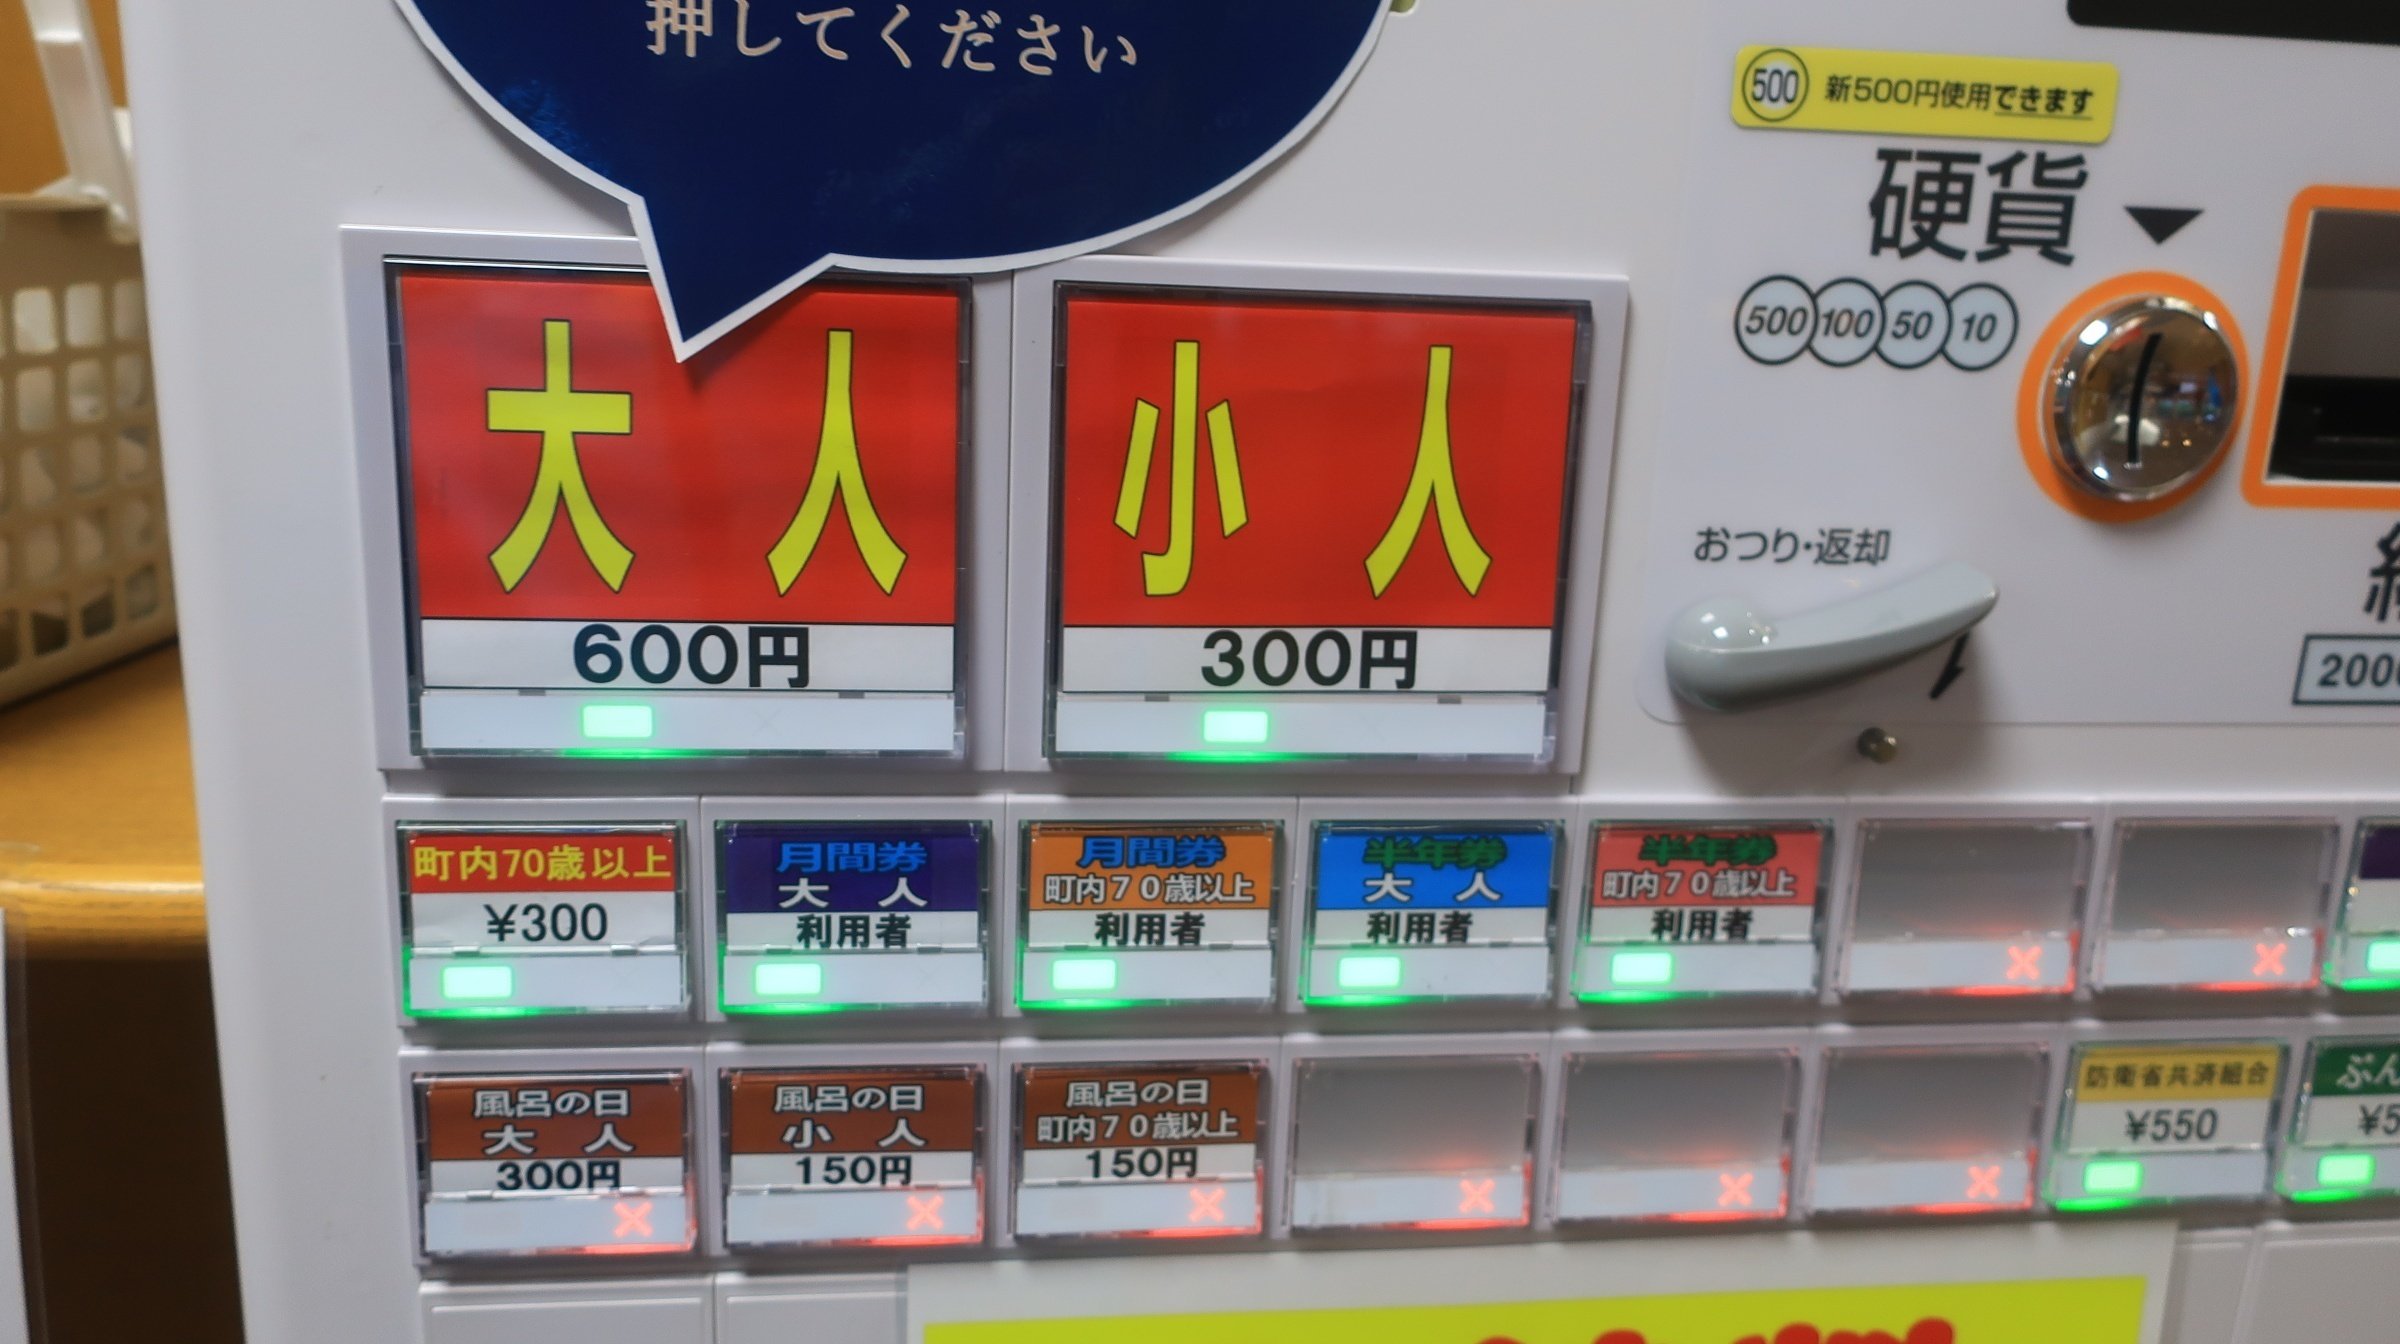 押してください
500 新500円使用できます
硬貨
500 100 50 10
おつり・返却
大人
600円
小人
300円
町内70歳以上
¥300
月間券
大人
利用者
月間券
町内70歳以上
利用者
半年券
大人
利用者
半年券
町内70歳以上
利用者
風呂の日
大人
300円
風呂の日
小人
150円
風呂の日
町内70歳以上
150円
防衛省共済組合
¥550